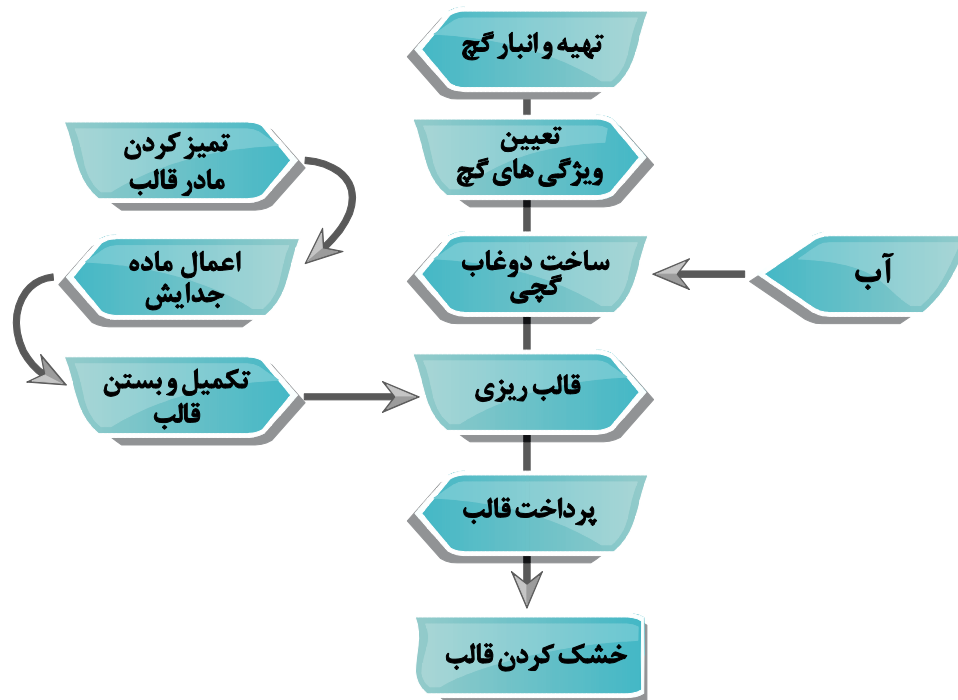 تهیه و انبار گچ
تعیین
ویژگی های گچ
ساخت دوغاب
گچی
آب
تمیز کردن
مادر قالب
اعمال ماده
جدایش
تکمیل و بستن
قالب
قالب ریزی
پرداخت قالب
خشک کردن قالب